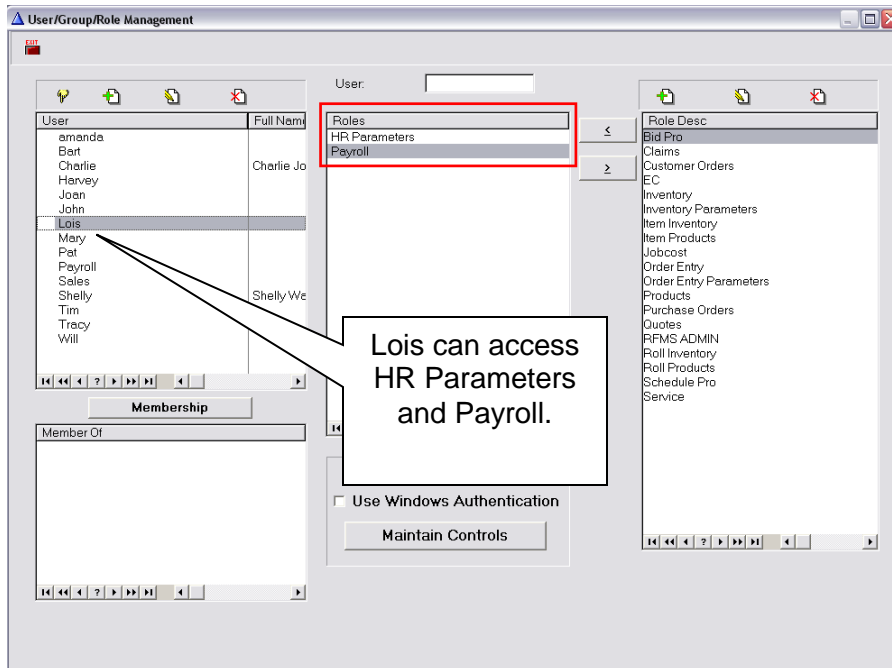 User/Group/Role Management
EXIT
User:
User Full Nam
amanda
Bart
Charlie Charlie Jo
Harvey
Joan
John
Lois
Mary
Pat
Payroll
Sales
Shelly Shelly We
Tim
Tracy
Will
Membership
Member Of
Roles
HR Parameters
Payroll
<
>
Lois can access
HR Parameters
and Payroll.
Use Windows Authentication
Maintain Controls
Role Desc
Bid Pro
Claims
Customer Orders
EC
Inventory
Inventory Parameters
Item Inventory
Item Products
Jobcost
Order Entry
Order Entry Parameters
Products
Purchase Orders
Quotes
RFMS ADMIN
Roll Inventory
Roll Products
Schedule Pro
Service